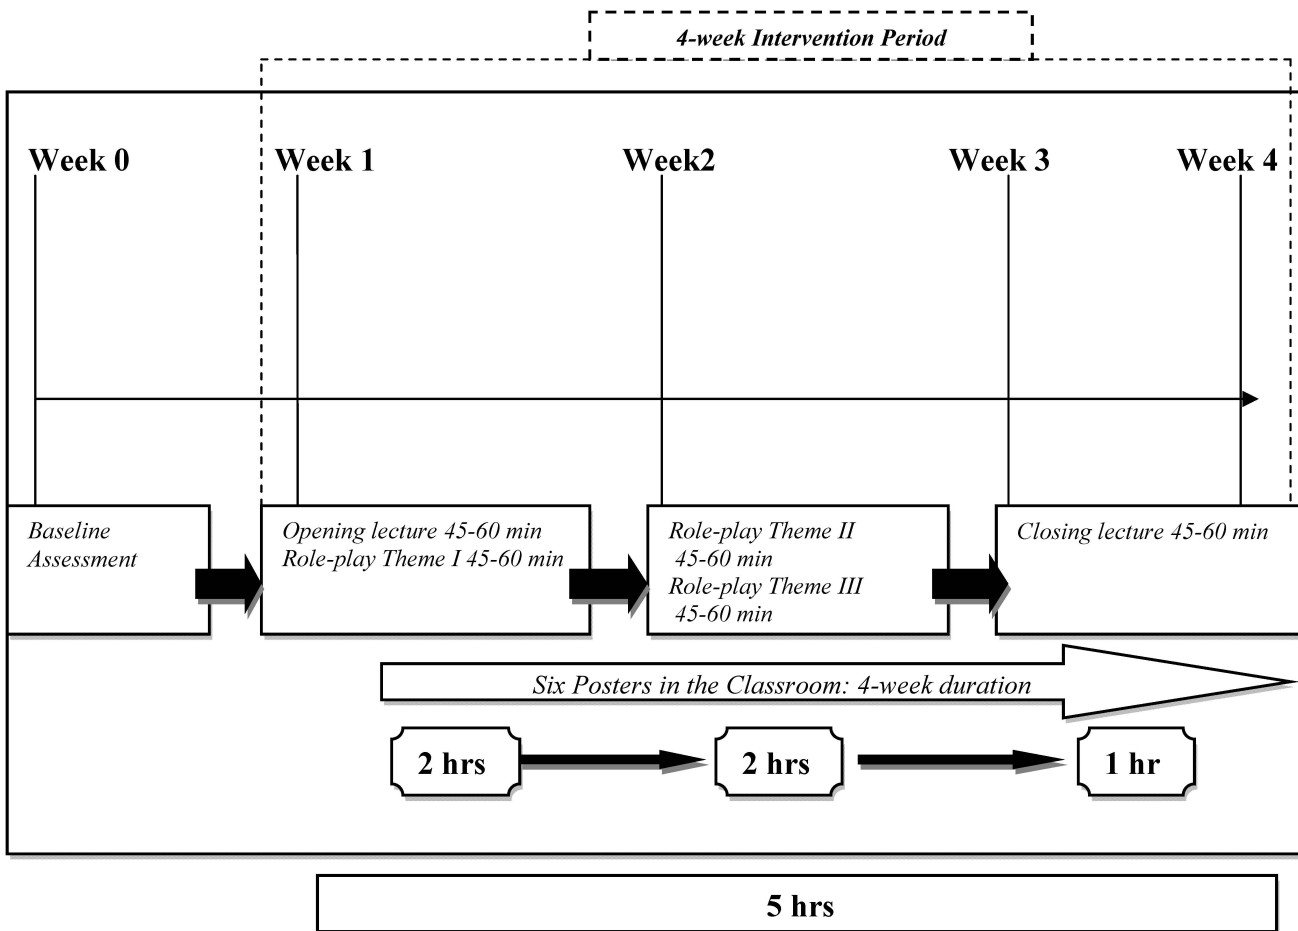 4-week Intervention Period
Week 0
Week 1
Week2
Week 3
Week 4
Baseline
Assessment
Opening lecture 45-60 min
Role-play Theme I 45-60 min
Role-play Theme II
45-60 min
Role-play Theme III
45-60 min
Closing lecture 45-60 min
Six Posters in the Classroom: 4-week duration
2 hrs
2 hrs
1 hr
5 hrs